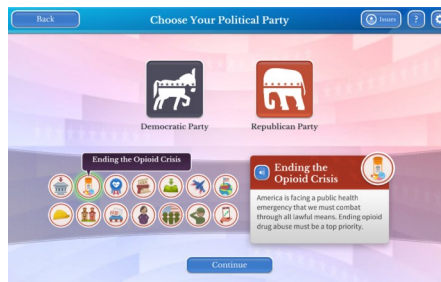 Back
Choose Your Political Party
Issues
?
Democratic Party
Republican Party
Ending the Opioid Crisis
Ending the
Opioid Crisis
America is facing a public health
emergency that we must combat
through all lawful means. Ending opioid
drug abuse must be a top priority.
Continue